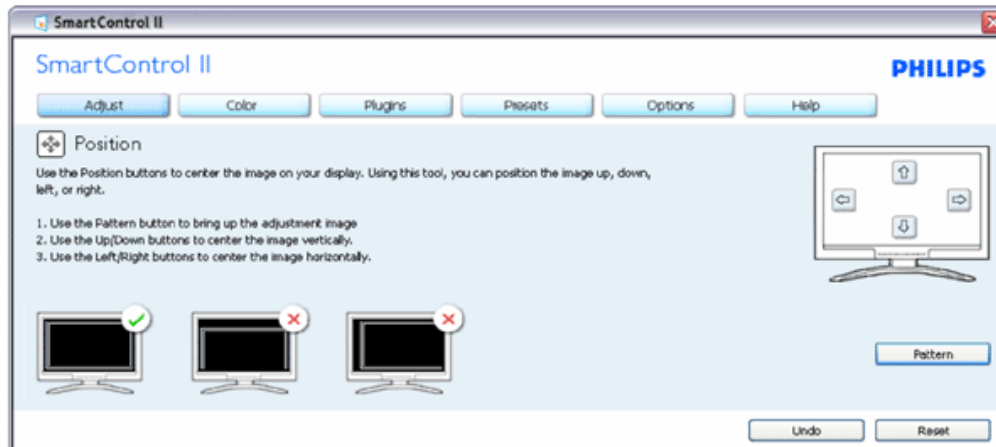 SmartControl II
SmartControl II
PHILIPS
Adjust Color Plugins Presets Options Help
Position
Use the Position buttons to center the image on your display. Using this tool, you can position the image up, down,
left, or right.
1. Use the Pattern button to bring up the adjustment image
2. Use the Up/Down buttons to center the image vertically.
3. Use the Left/Right buttons to center the image horizontally.
Pattern
Undo Reset